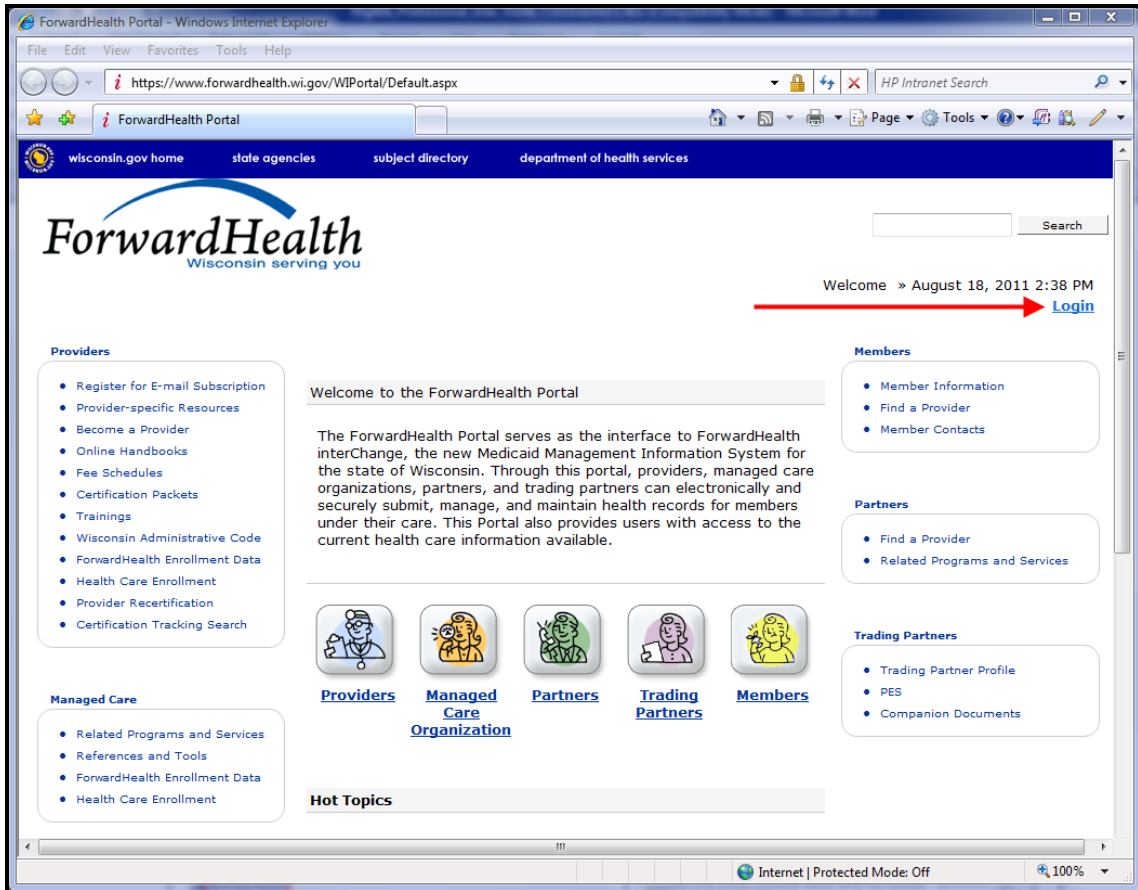 ForwardHealth Portal - Windows Internet Explorer
File Edit View Favorites Tools Help
https://www.forwardhealth.wi.gov/WIPortal/Default.aspx
HP Intranet Search
ForwardHealth Portal
Page Tools
wisconsin.gov home state agencies subject directory department of health services
ForwardHealth
Wisconsin serving you
Search
Welcome » August 18, 2011 2:38 PM
Login
Providers
Register for E-mail Subscription
Provider-specific Resources
Become a Provider
Online Handbooks
Fee Schedules
Certification Packets
Trainings
Wisconsin Administrative Code
ForwardHealth Enrollment Data
Health Care Enrollment
Provider Recertification
Certification Tracking Search
Managed Care
Related Programs and Services
References and Tools
ForwardHealth Enrollment Data
Health Care Enrollment
Welcome to the ForwardHealth Portal
The ForwardHealth Portal serves as the interface to ForwardHealth
interChange, the new Medicaid Management Information System for
the state of Wisconsin. Through this portal, providers, managed care
organizations, partners, and trading partners can electronically and
securely submit, manage, and maintain health records for members
under their care. This Portal also provides users with access to the
current health care information available.
Providers
Managed
Care
Organization
Partners
Trading
Partners
Members
Hot Topics
Members
Member Information
Find a Provider
Member Contacts
Partners
Find a Provider
Related Programs and Services
Trading Partners
Trading Partner Profile
PES
Companion Documents
Internet | Protected Mode: Off
100%